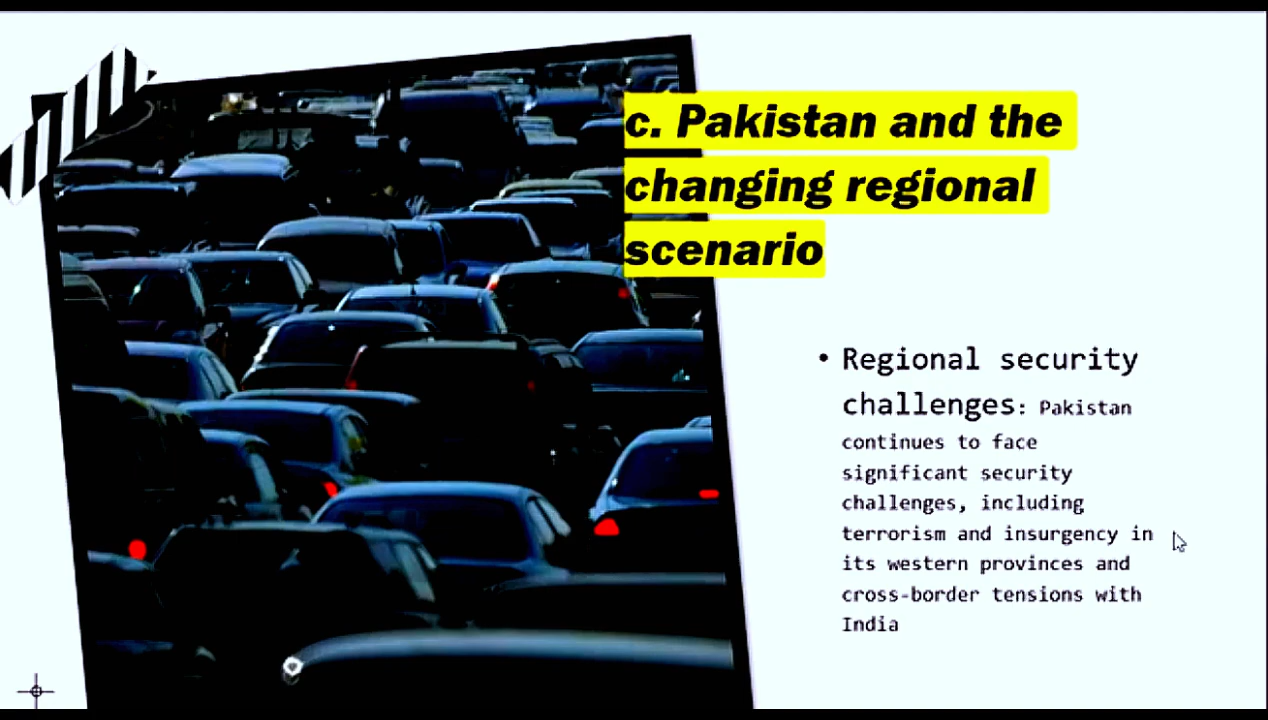 c. Pakistan and the
changing regional
scenario
• Regional security
challenges: Pakistan
continues to face
significant security
challenges, including
terrorism and insurgency in
its western provinces and
cross-border tensions with
India